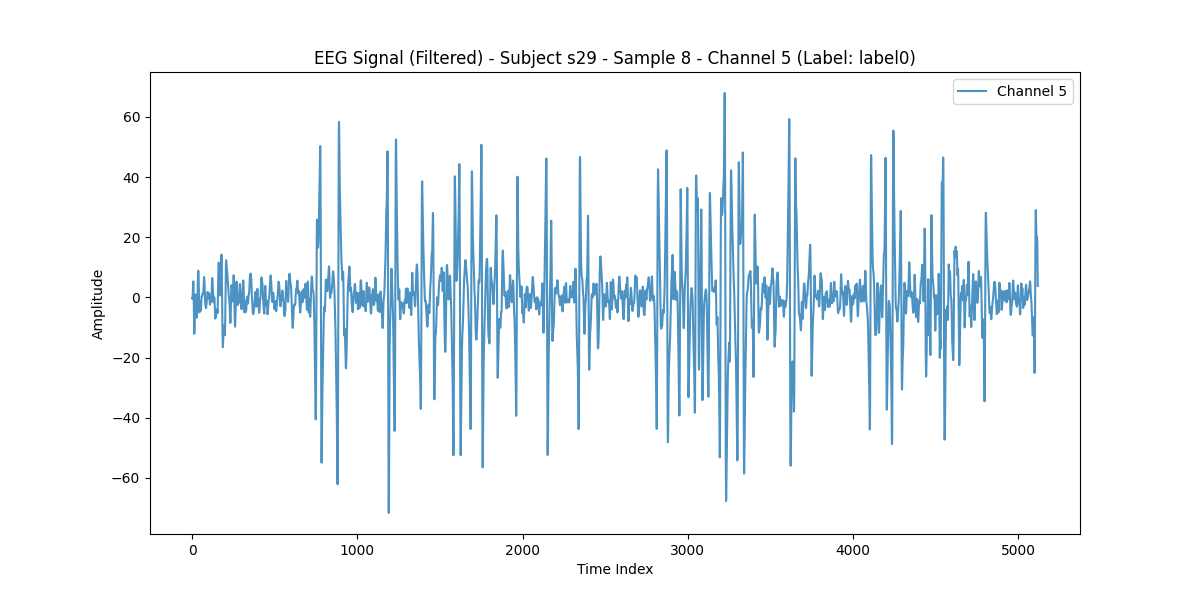 EEG Signal (Filtered) - Subject s29 - Sample 8 - Channel 5 (Label: label0)
Channel 5
60
40
20
0
−20
−40
−60
Amplitude
0 1000 2000 3000 4000 5000
Time Index